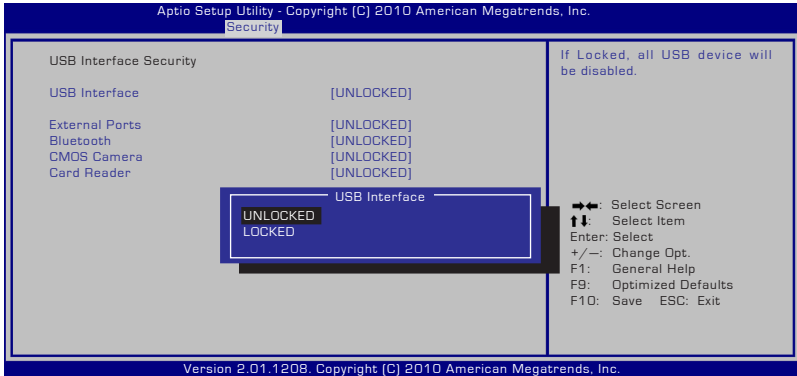 Aptio Setup Utility - Copyright (C) 2010 American Megatrends, Inc.
Security
USB Interface Security
USB Interface [UNLOCKED]
External Ports [UNLOCKED]
Bluetooth [UNLOCKED]
CMOS Camera [UNLOCKED]
Card Reader [UNLOCKED]
USB Interface
UNLOCKED
LOCKED
If Locked, all USB device will
be disabled.
→←: Select Screen
↑↓: Select Item
Enter: Select
+/—: Change Opt.
F1: General Help
F9: Optimized Defaults
F10: Save ESC: Exit
Version 2.01.1208. Copyright (C) 2010 American Megatrends, Inc.